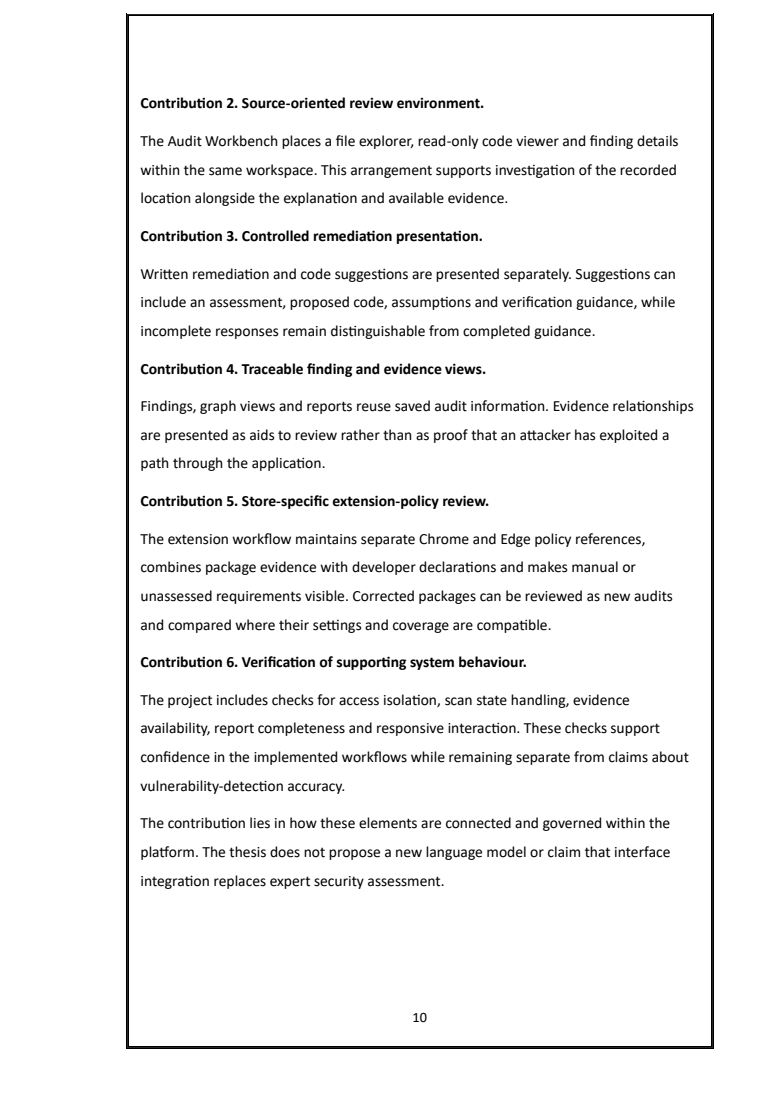 Contribution 2. Source-oriented review environment.
The Audit Workbench places a file explorer, read-only code viewer and finding details
within the same workspace. This arrangement supports investigation of the recorded
location alongside the explanation and available evidence.
Contribution 3. Controlled remediation presentation.
Written remediation and code suggestions are presented separately. Suggestions can
include an assessment, proposed code, assumptions and verification guidance, while
incomplete responses remain distinguishable from completed guidance.
Contribution 4. Traceable finding and evidence views.
Findings, graph views and reports reuse saved audit information. Evidence relationships
are presented as aids to review rather than as proof that an attacker has exploited a
path through the application.
Contribution 5. Store-specific extension-policy review.
The extension workflow maintains separate Chrome and Edge policy references,
combines package evidence with developer declarations and makes manual or
unassessed requirements visible. Corrected packages can be reviewed as new audits
and compared where their settings and coverage are compatible.
Contribution 6. Verification of supporting system behaviour.
The project includes checks for access isolation, scan state handling, evidence
availability, report completeness and responsive interaction. These checks support
confidence in the implemented workflows while remaining separate from claims about
vulnerability-detection accuracy.
The contribution lies in how these elements are connected and governed within the
platform. The thesis does not propose a new language model or claim that interface
integration replaces expert security assessment.
10